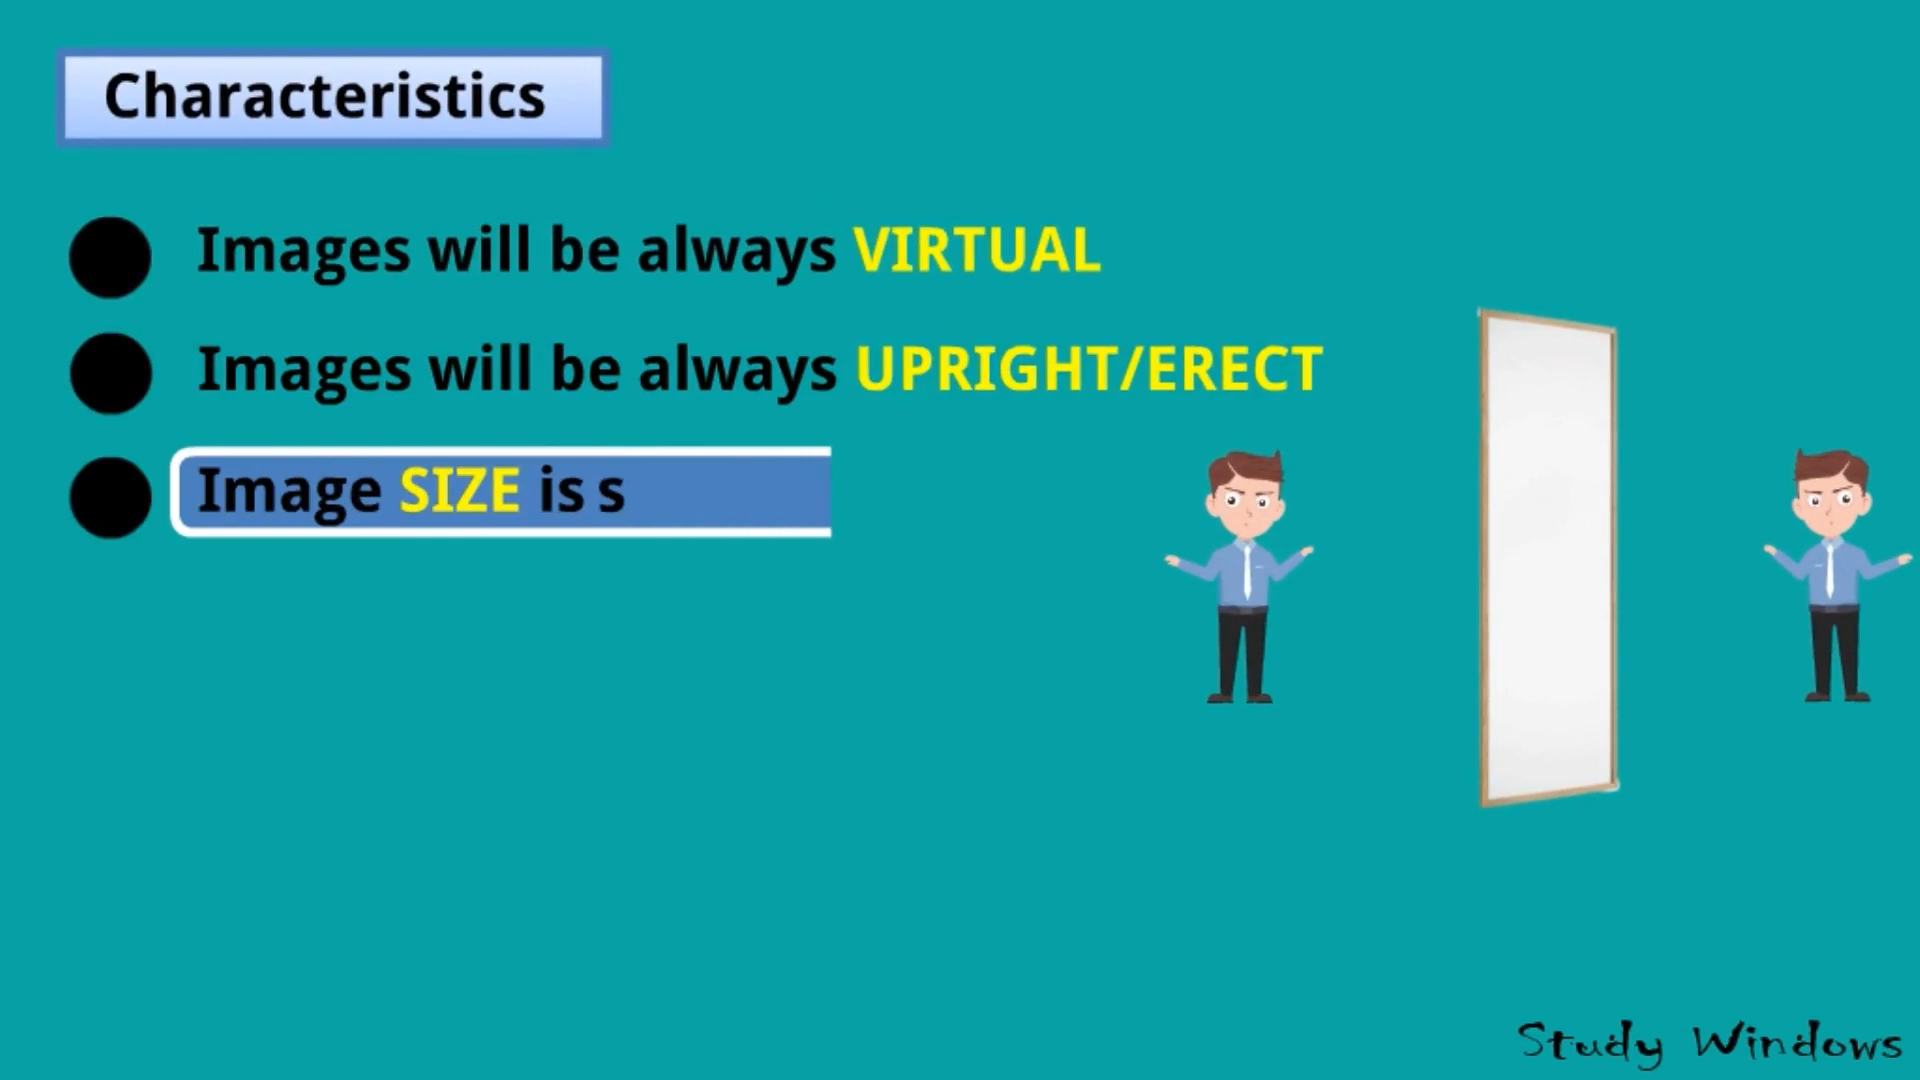 Characteristics
Images will be always VIRTUAL
Images will be always UPRIGHT/ERECT
Image SIZE is s
Study Windows